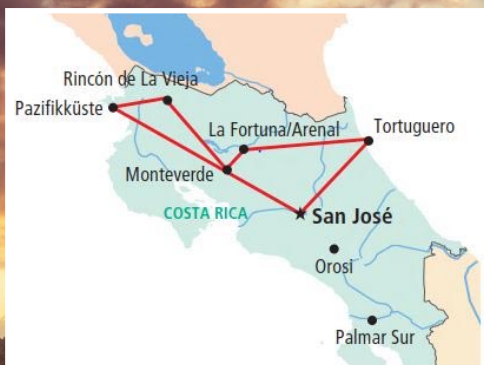 Rincón de La Vieja
Pazifikküste
La Fortuna/Arenal
Tortuguero
Monteverde
COSTA RICA
San José
Orosi
Palmar Sur